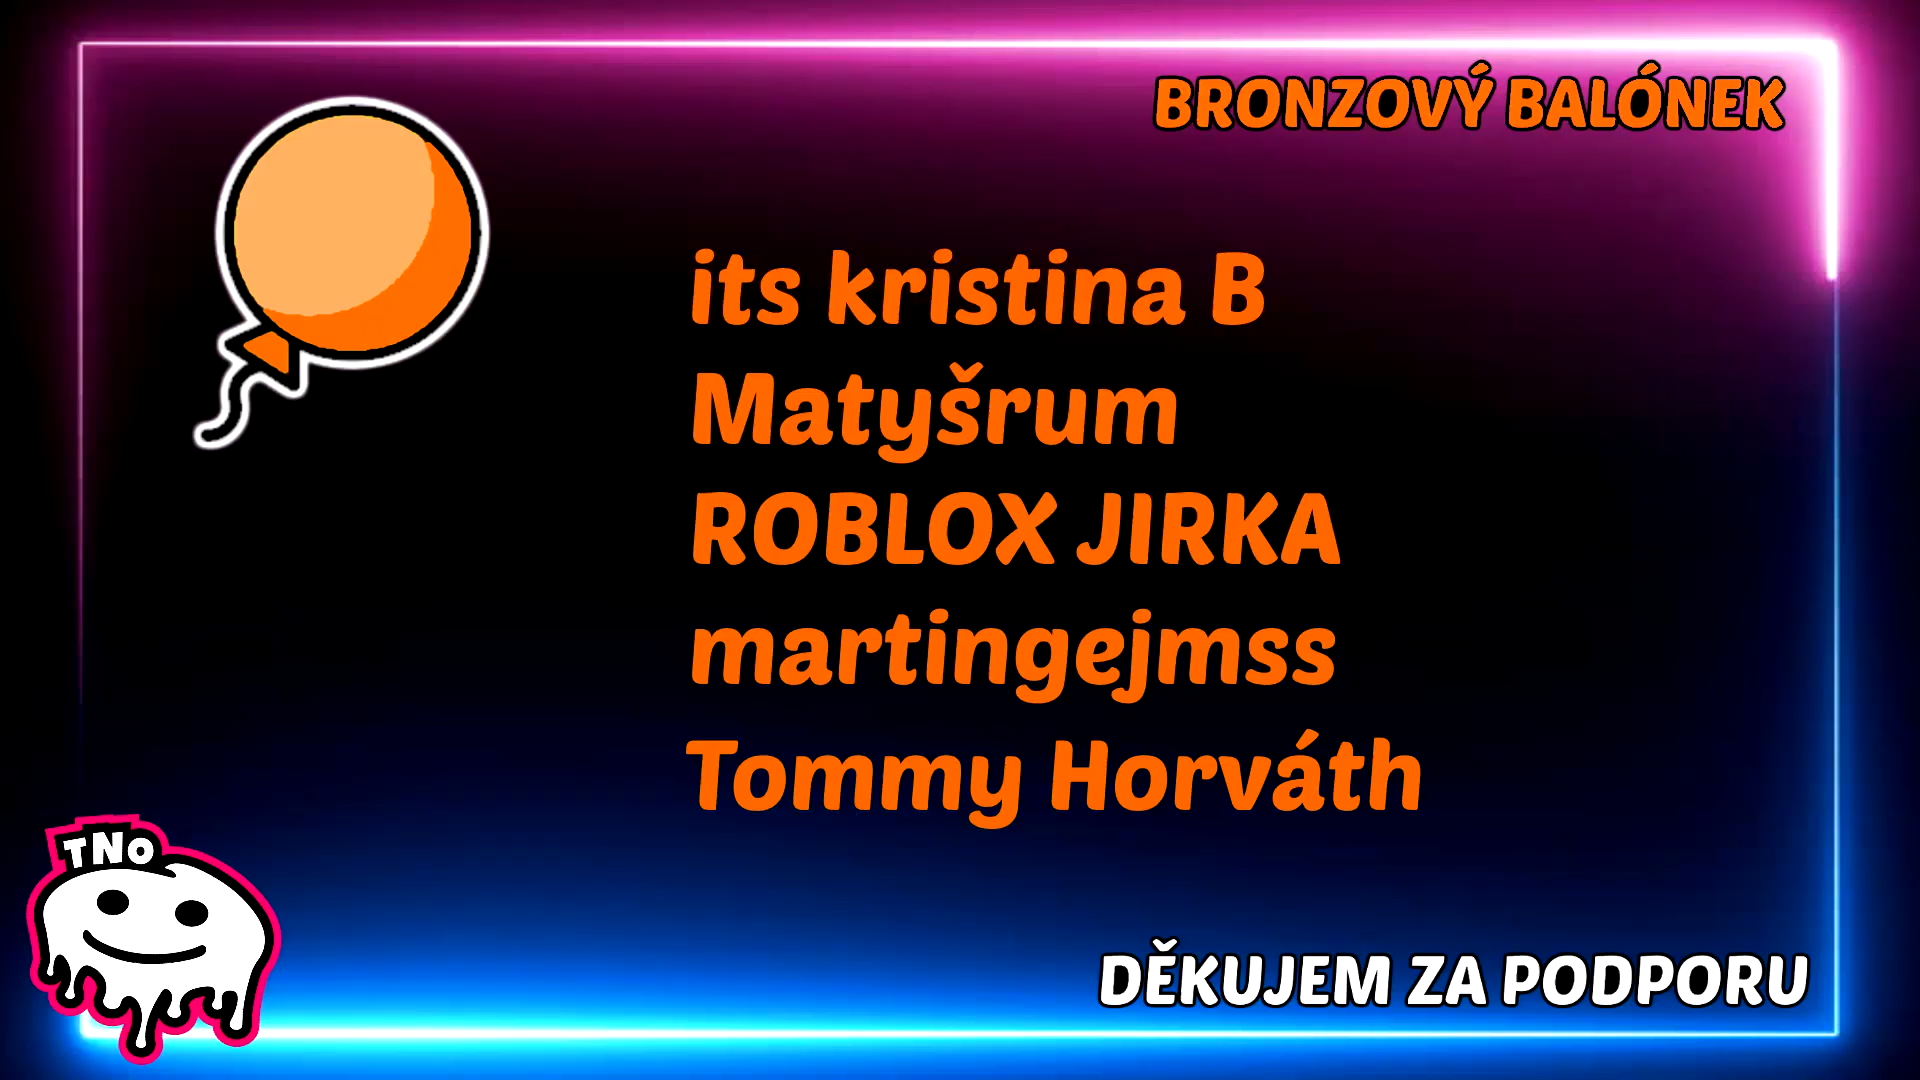 BRONZOVÝ BALÓNEK
its kristina B
Matyšrum
ROBLOX JIRKA
martingejmss
Tommy Horváth
TNo
DĚKUJEM ZA PODPORU